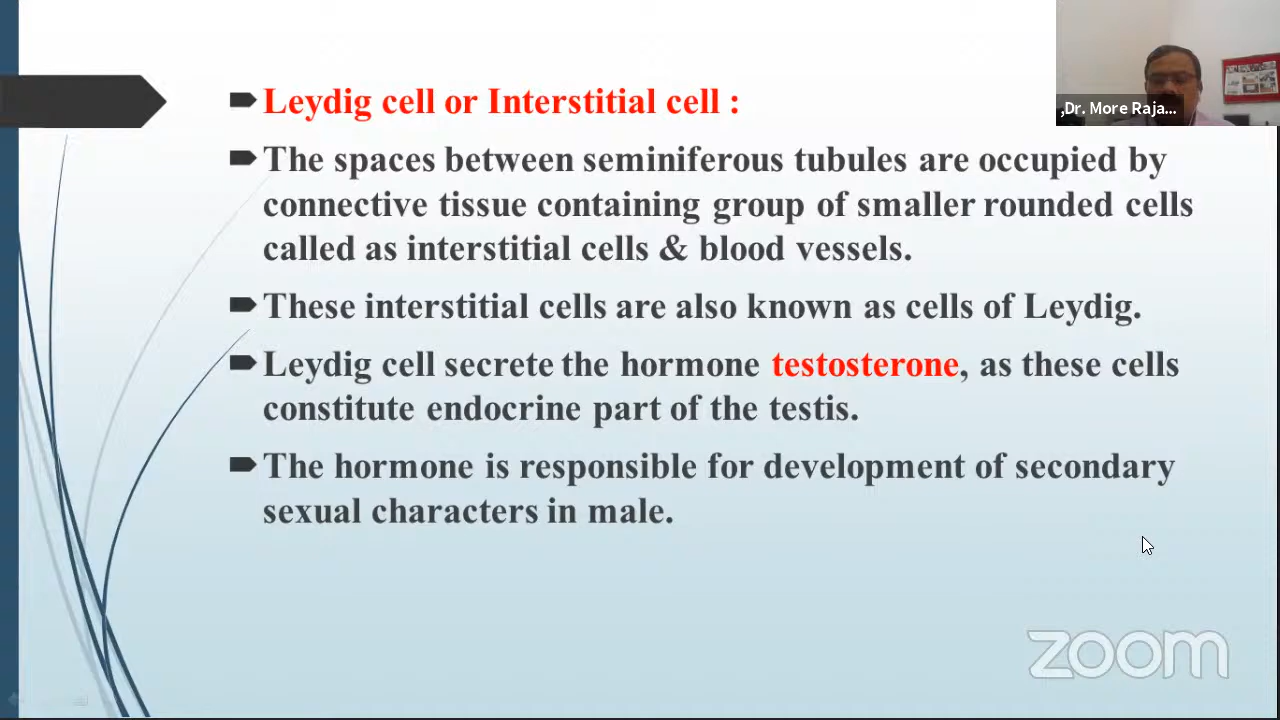 Leydig cell or Interstitial cell :
The spaces between seminiferous tubules are occupied by
connective tissue containing group of smaller rounded cells
called as interstitial cells & blood vessels.
These interstitial cells are also known as cells of Leydig.
Leydig cell secrete the hormone testosterone, as these cells
constitute endocrine part of the testis.
The hormone is responsible for development of secondary
sexual characters in male.
,Dr. More Raja...
zoom